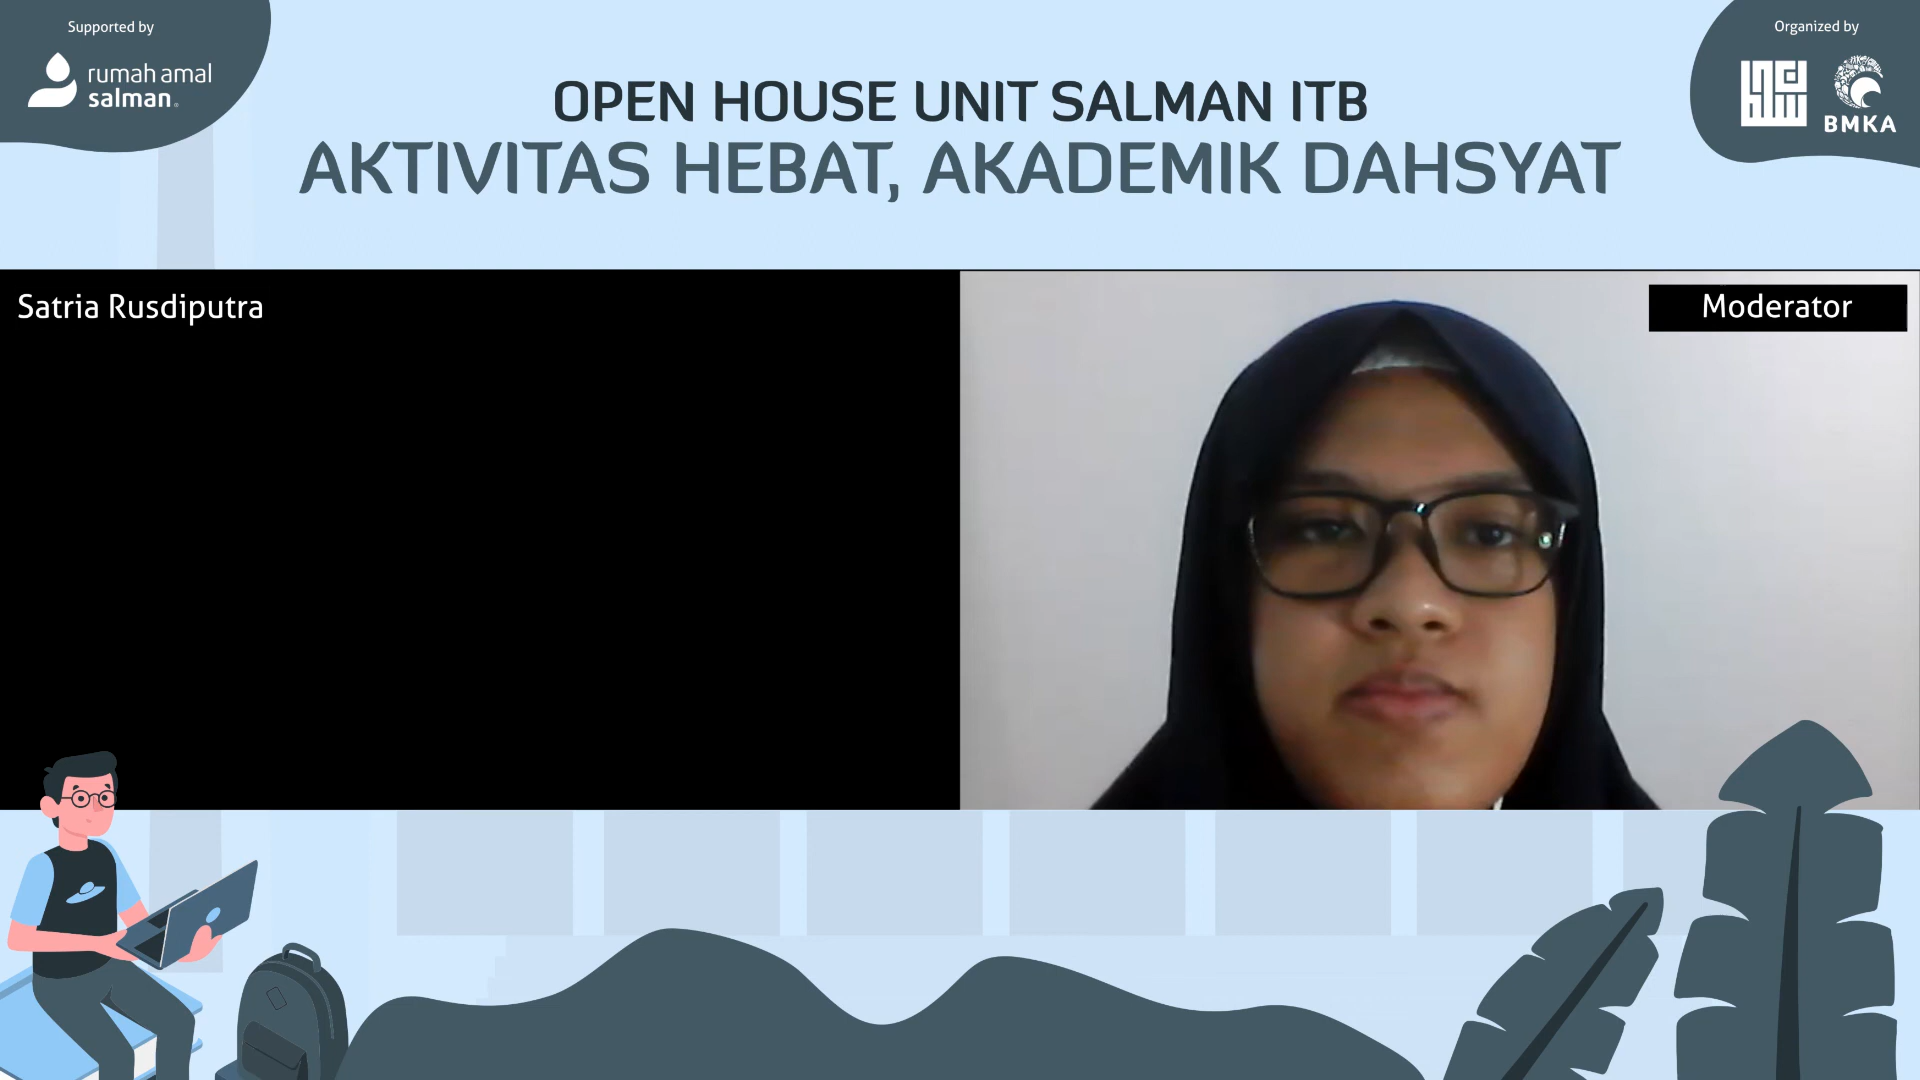 Supported by
rumah amal
salman
Organized by
BMKA
OPEN HOUSE UNIT SALMAN ITB
AKTIVITAS HEBAT, AKADEMIK DAHSYAT
Satria Rusdiputra
Moderator